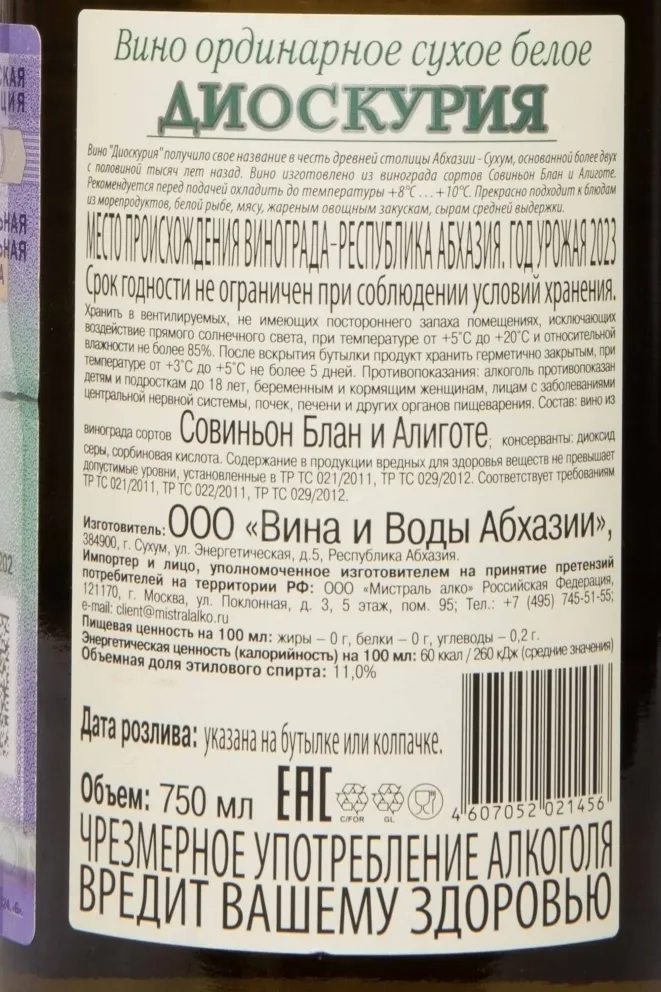 Вино ординарное сухое белое
ДИОСКУРИЯ
Вино "Диоскурия" получило свое название в честь древней столицы Абхазии - Сухум, основанной более двух
с половиной тысяч лет назад. Вино изготовлено из винограда сортов Совиньон Блан и Алиготе.
Рекомендуется перед подачей охладить до температуры +8°С ...+10°С. Прекрасно подходит к блюдам
из морепродуктов, белой рыбе, мясу, жареным овощным закускам, сырам средней выдержки.
МЕСТО ПРОИСХОЖДЕНИЯ ВИНОГРАДА-РЕСПУБЛИКА АБХАЗИЯ. ГОД УРОЖАЯ 2023
Срок годности не ограничен при соблюдении условий хранения.
Хранить в вентилируемых, не имеющих постороннего запаха помещениях, исключающих
воздействие прямого солнечного света, при температуре от +5°С до +20°С и относительной
влажности не более 85%. После вскрытия бутылки продукт хранить герметично закрытым, при
температуре от +3°С до +5°С не более 5 дней. Противопоказания: алкоголь противопоказан
детям и подросткам до 18 лет, беременным и кормящим женщинам, лицам с заболеваниями
центральной нервной системы, почек, печени и других органов пищеварения. Состав: вино из
винограда сортов Совиньон Блан и Алиготе; консерванты: диоксид
серы, сорбиновая кислота. Содержание в продукции вредных для здоровья веществ не превышает
допустимые уровни, установленные в ТР ТС 021/2011, ТР ТС 029/2012. Соответствует требованиям
ТР ТС 021/2011, ТР ТС 022/2011, ТР ТС 029/2012.
Изготовитель: ООО «Вина и Воды Абхазии»,
384900, г. Сухум, ул. Энергетическая, д.5, Республика Абхазия.
Импортер и лицо, уполномоченное изготовителем на принятие претензий
потребителей на территории РФ: ООО «Мистраль алко» Российская Федерация,
121170, г. Москва, ул. Поклонная, д. 3, 5 этаж, пом. 95; Тел.: +7 (495) 745-51-55;
e-mail: client@mistralalko.ru
Пищевая ценность на 100 мл: жиры – 0 г, белки – 0 г, углеводы – 0,2 г.
Энергетическая ценность (калорийность) на 100 мл: 60 ккал / 260 кДж (средние значения)
Объемная доля этилового спирта: 11,0%
Дата розлива: указана на бутылке или колпачке.
Объем: 750 мл EAC C/FOR GL
4 607052 021456
ЧРЕЗМЕРНОЕ УПОТРЕБЛЕНИЕ АЛКОГОЛЯ
ВРЕДИТ ВАШЕМУ ЗДОРОВЬЮ